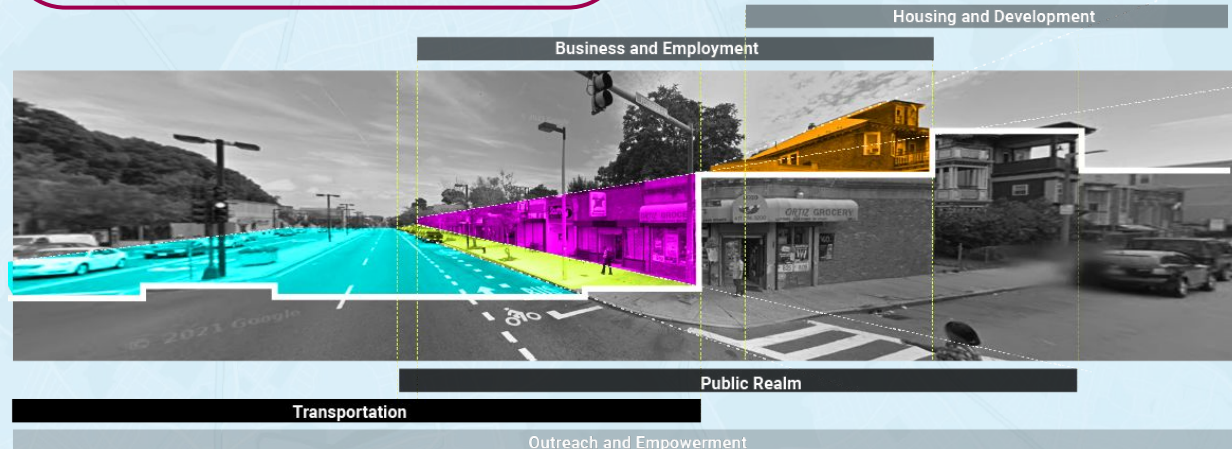 Housing and Development
Business and Employment
ORTIZ GROCERY
© 2021 Google
Public Realm
Transportation
Outreach and Empowerment